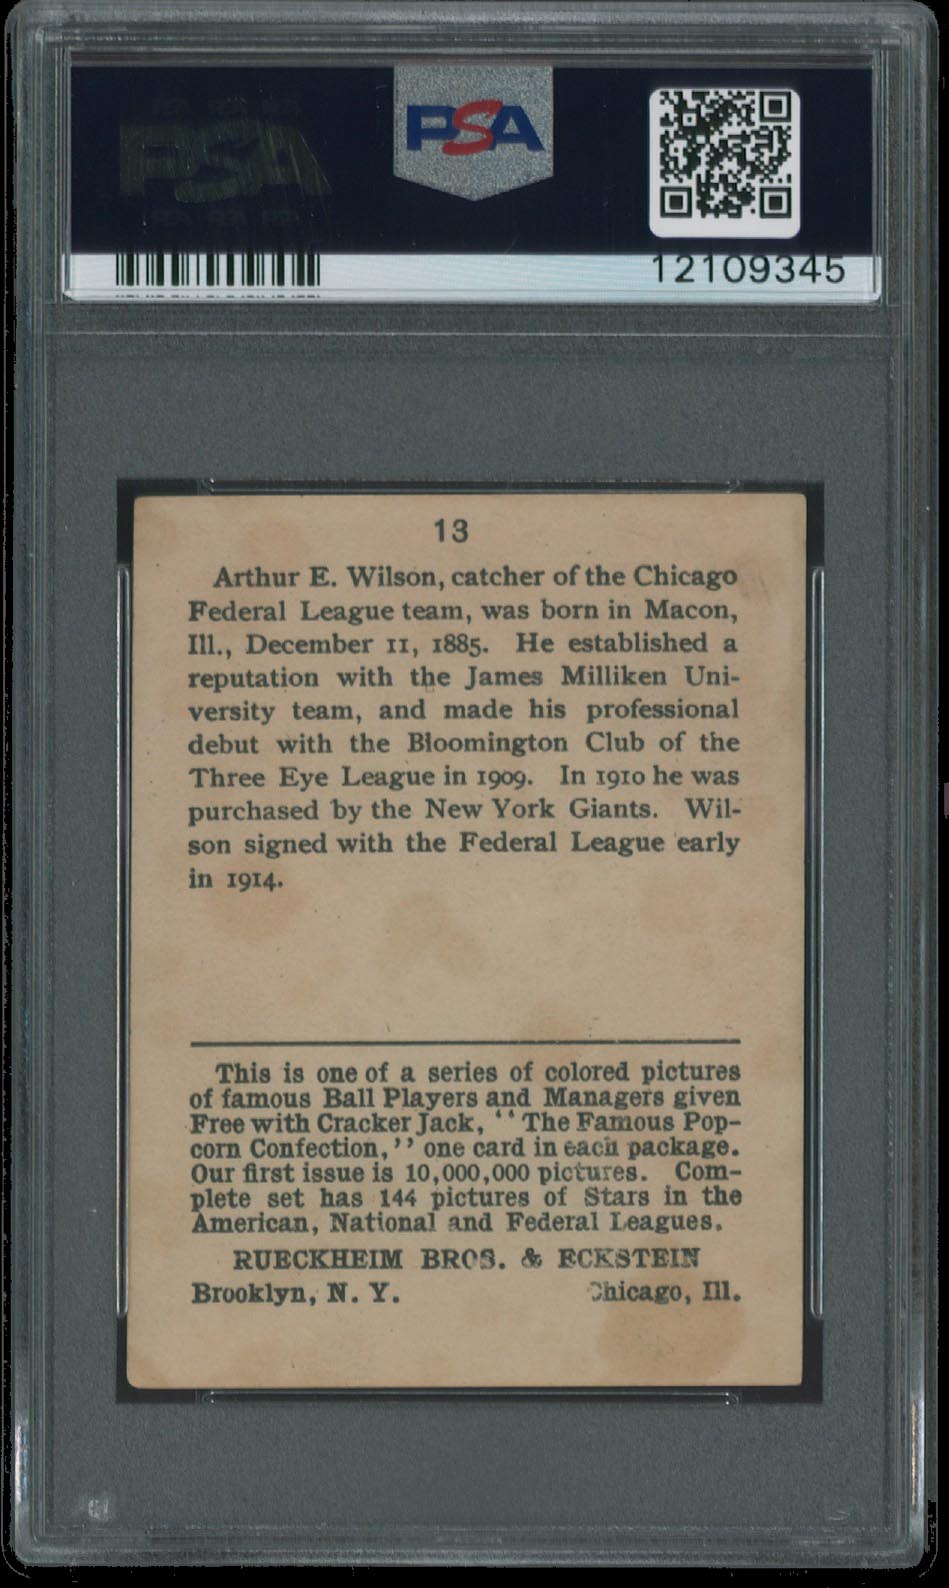 PSA
PSA
12109345
13
Arthur E. Wilson, catcher of the Chicago
Federal League team, was born in Macon,
Ill., December 11, 1885. He established a
reputation with the James Milliken Uni-
versity team, and made his professional
debut with the Bloomington Club of the
Three Eye League in 1909. In 1910 he was
purchased by the New York Giants. Wil-
son signed with the Federal League early
in 1914.
This is one of a series of colored pictures
of famous Ball Players and Managers given
Free with Cracker Jack, “The Famous Pop-
corn Confection,” one card in each package.
Our first issue is 10,000,000 pictures. Com-
plete set has 144 pictures of Stars in the
American, National and Federal Leagues.
RUECKHEIM BROS. & ECKSTEIN
Brooklyn, N. Y. Chicago, Ill.